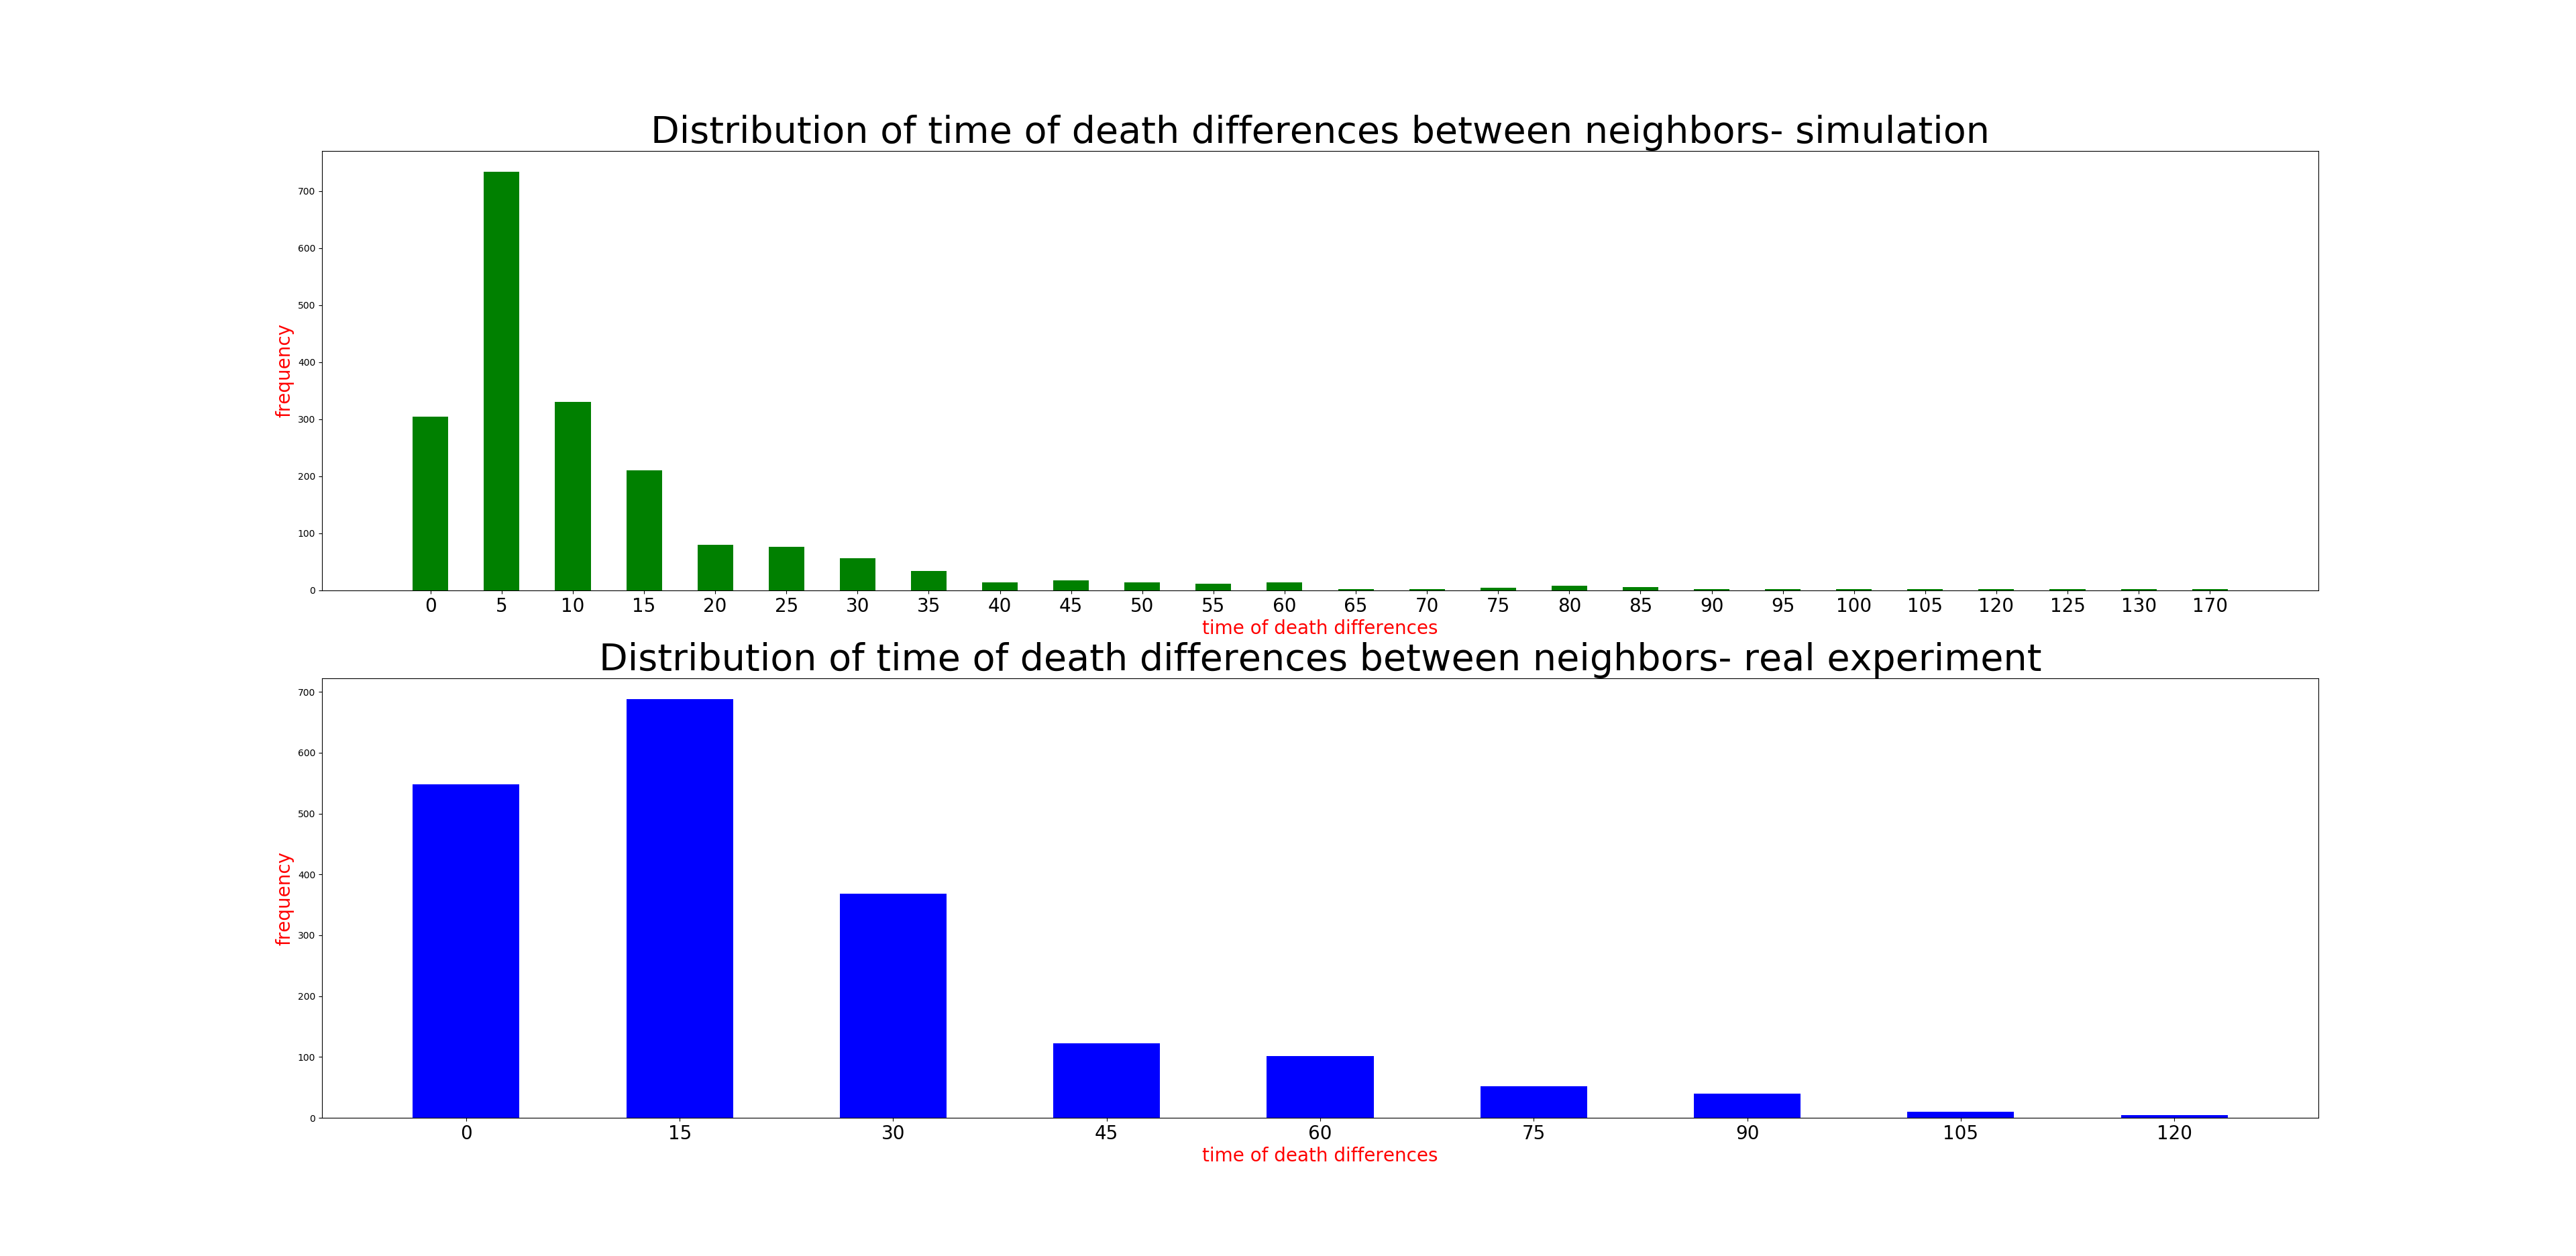 Distribution of time of death differences between neighbors- simulation
frequency
700
600
500
400
300
200
100
0
0 5 10 15 20 25 30 35 40 45 50 55 60 65 70 75 80 85 90 95 100 105 120 125 130 170
time of death differences
Distribution of time of death differences between neighbors- real experiment
frequency
700
600
500
400
300
200
100
0
0 15 30 45 60 75 90 105 120
time of death differences